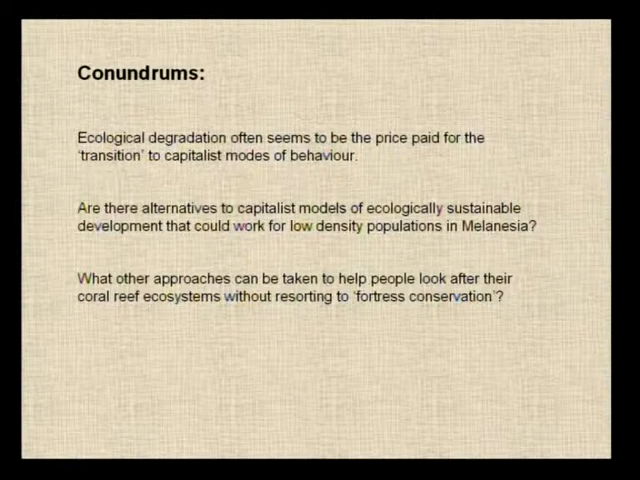 Conundrums:
Ecological degradation often seems to be the price paid for the
‘transition’ to capitalist modes of behaviour.
Are there alternatives to capitalist models of ecologically sustainable
development that could work for low density populations in Melanesia?
What other approaches can be taken to help people look after their
coral reef ecosystems without resorting to ‘fortress conservation’?